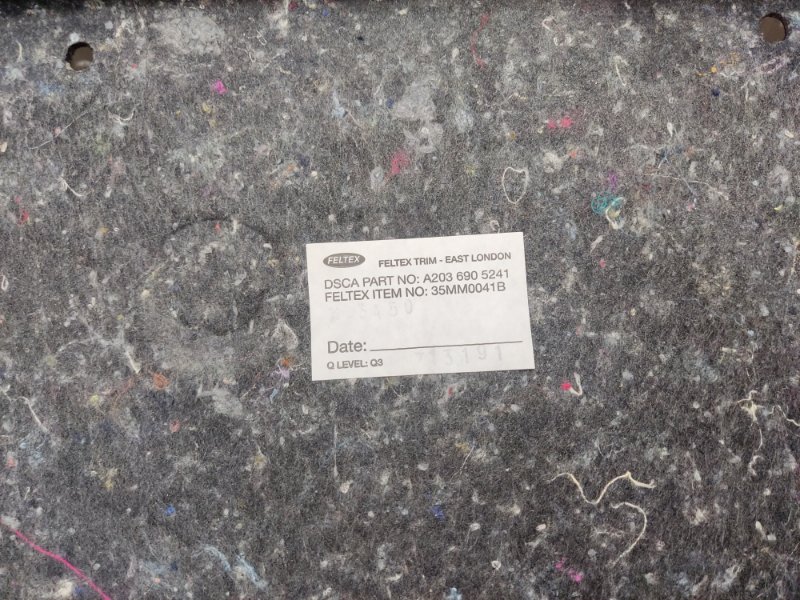 FELTEX FELTEX TRIM - EAST LONDON
DSCA PART NO: A203 690 5241
FELTEX ITEM NO: 35MM0041B
Date:
Q LEVEL: Q3